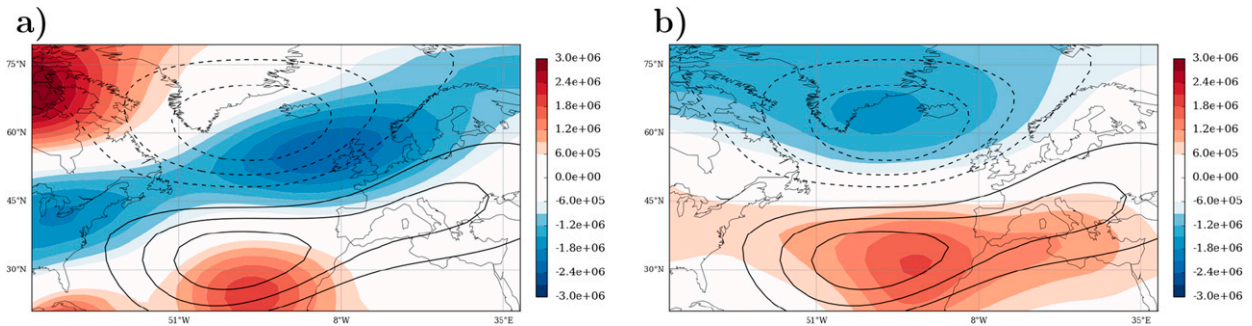 a)
75°N
60°N
45°N
30°N
51°W
8°W
35°E
3.0e+06
2.4e+06
1.8e+06
1.2e+06
6.0e+05
0.0e+00
-6.0e+05
-1.2e+06
-1.8e+06
-2.4e+06
-3.0e+06
b)
75°N
60°N
45°N
30°N
51°W
8°W
35°E
3.0e+06
2.4e+06
1.8e+06
1.2e+06
6.0e+05
0.0e+00
-6.0e+05
-1.2e+06
-1.8e+06
-2.4e+06
-3.0e+06